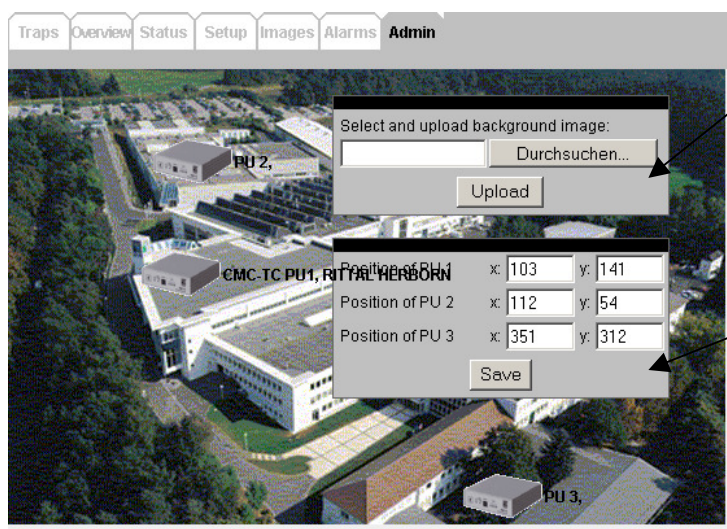 Traps Overview Status Setup Images Alarms Admin
Select and upload background image:
Durchsuchen...
Upload
PU 2,
CMC-TC PU1, RITTAL HERBORN
Position of PU 1 x: 103 y: 141
Position of PU 2 x: 112 y: 54
Position of PU 3 x: 351 y: 312
Save
PU 3,